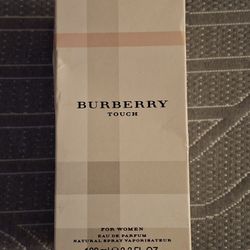 BURBERRY
TOUCH
FOR WOMEN
EAU DE PARFUM
NATURAL SPRAY VAPORISATEUR